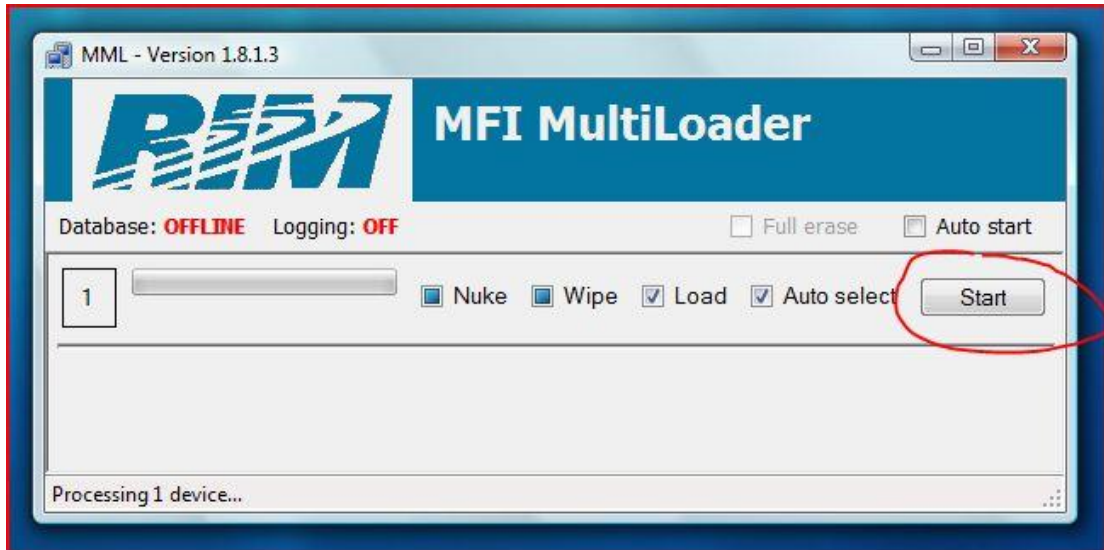 MML - Version 1.8.1.3
RIM
MFI MultiLoader
Database: OFFLINE Logging: OFF Full erase Auto start
1 Nuke Wipe Load Auto select Start
Processing 1 device...